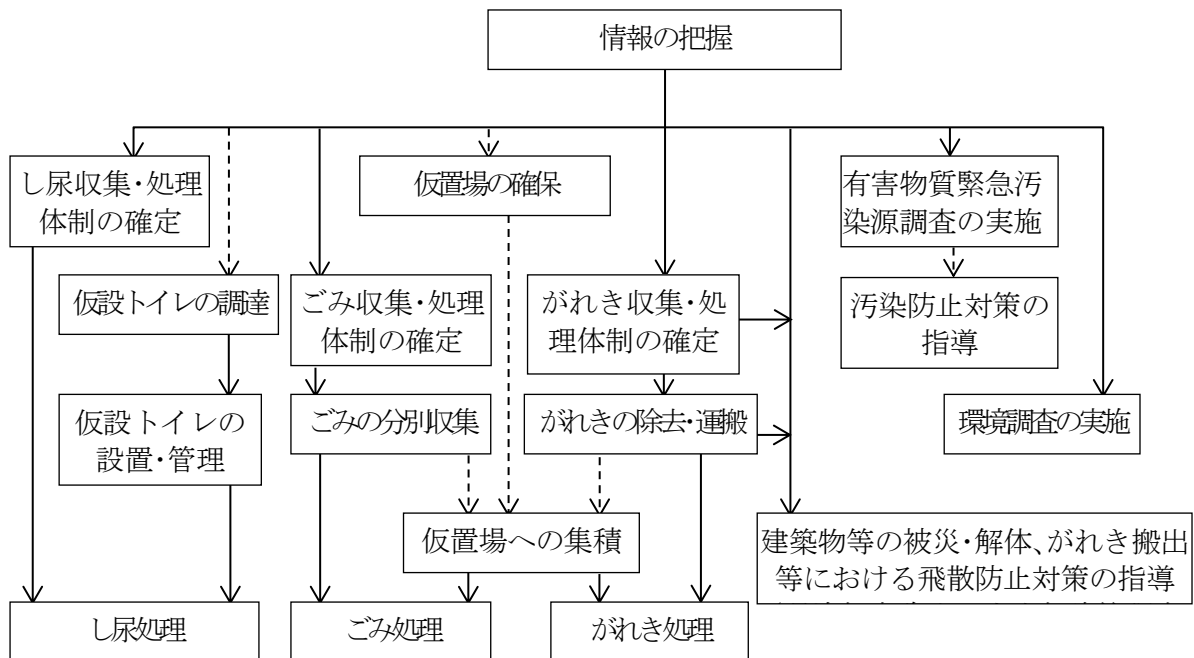 情報の把握
し尿収集・処理
体制の確定
仮置場の確保
有害物質緊急汚
染源調査の実施
仮設トイレの調達
ごみ収集・処理
体制の確定
がれき収集・処
理体制の確定
汚染防止対策の
指導
仮設トイレの
設置・管理
ごみの分別収集
がれきの除去・運搬
環境調査の実施
仮置場への集積
建築物等の被災・解体、がれき搬出
等における飛散防止対策の指導
し尿処理
ごみ処理
がれき処理